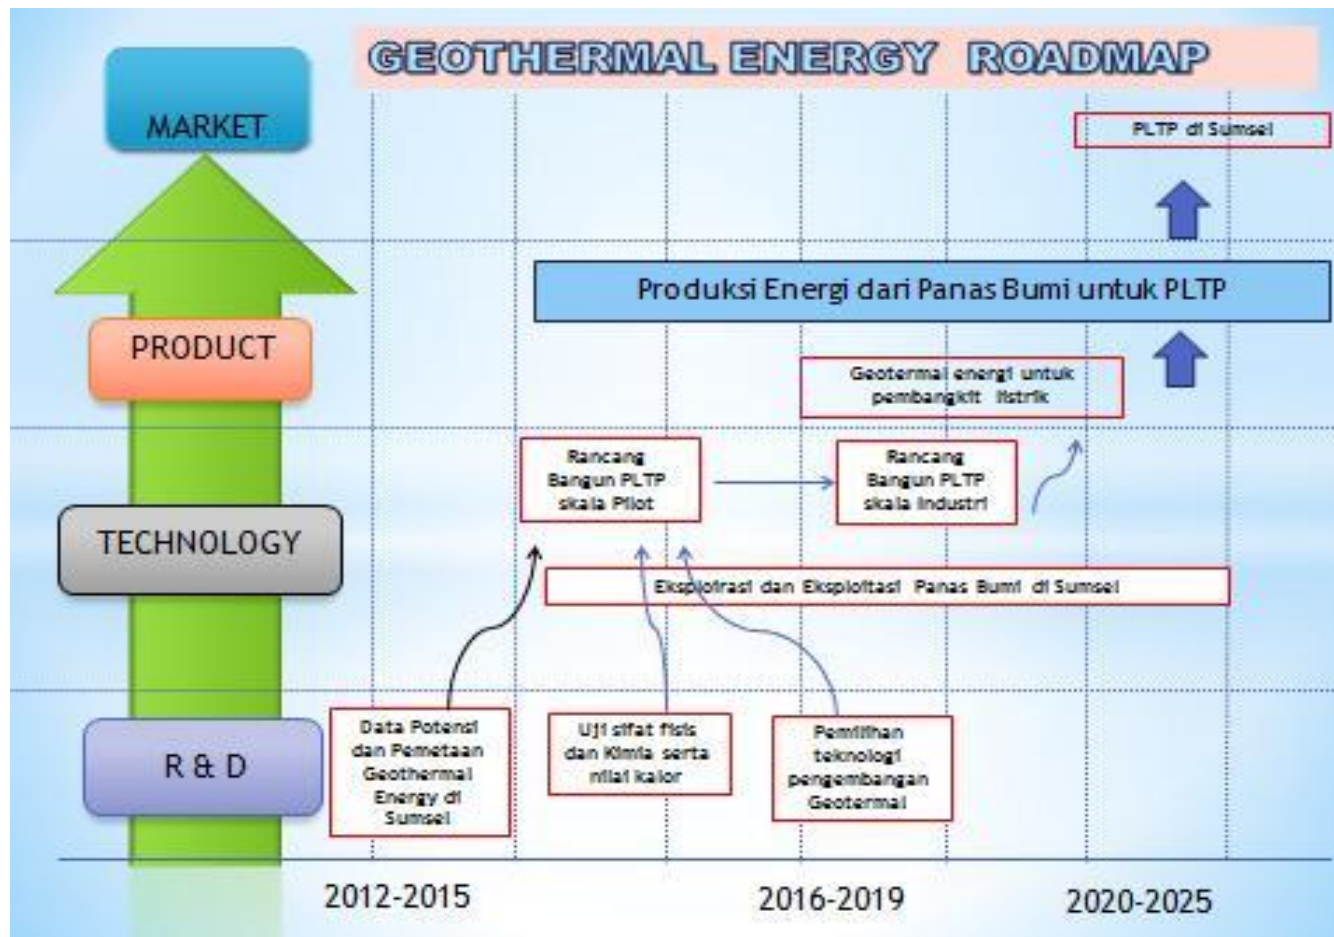 GEOTHERMAL ENERGY ROADMAP
MARKET
PLTP di Sumsel
Produksi Energi dari Panas Bumi untuk PLTP
PRODUCT
Geotermal energi untuk
pembangkit listrik
Rancang
Bangun PLTP
skala Pilot
Rancang
Bangun PLTP
skala Industri
TECHNOLOGY
Eksploirasi dan Eksploitasi Panas Bumi di Sumsel
R & D
Data Potensi
dan Pemetaan
Geothermal
Energy di
Sumsel
Uji sifat fisis
dan Kimia serta
nilai kalor
Pemilihan
teknologi
pengembangan
Geotermal
2012-2015
2016-2019
2020-2025